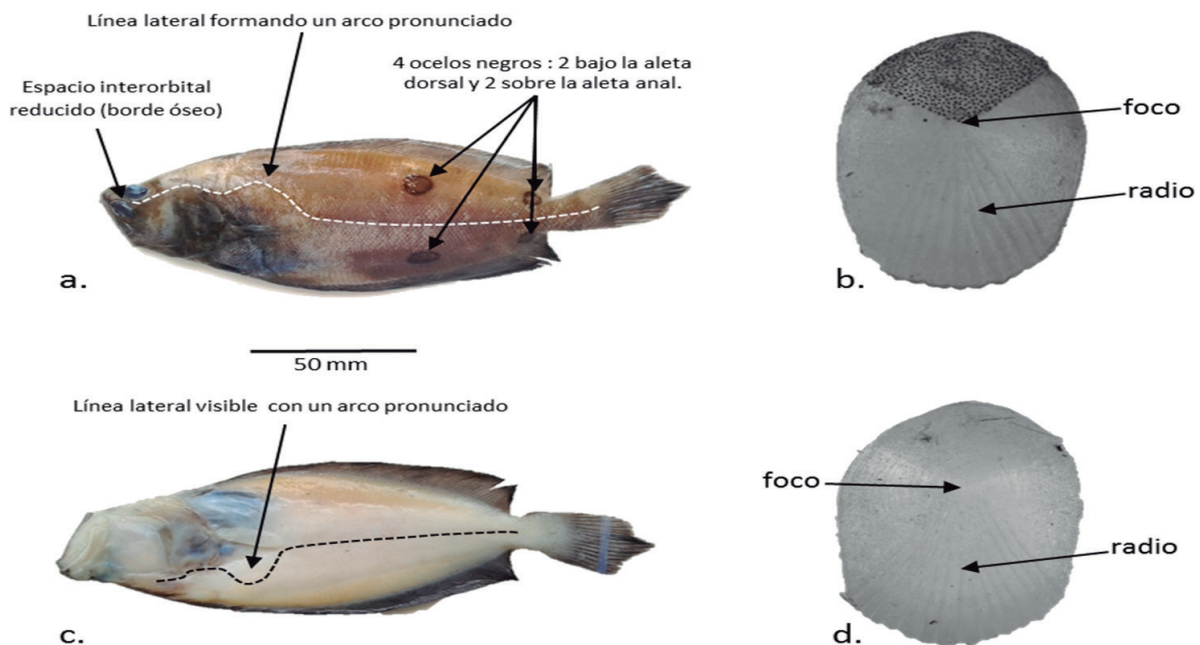 Línea lateral formando un arco pronunciado
4 ocelos negros : 2 bajo la aleta
dorsal y 2 sobre la aleta anal.
Espacio interorbital
reducido (borde óseo)
a.
foco
radio
b.
50 mm
Línea lateral visible con un arco pronunciado
c.
foco
radio
d.